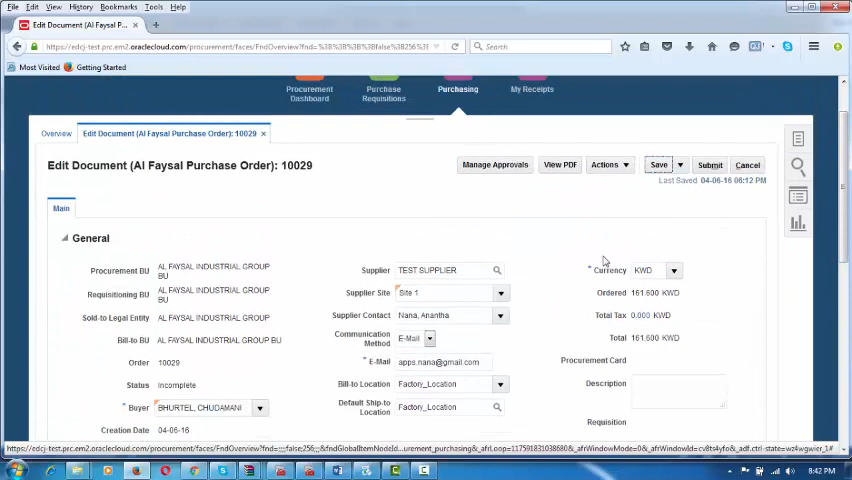 File Edit View History Bookmarks Tools Help
Edit Document (Al Faysal P...
https://edcj-test.prc.em2.oraclecloud.com/procurement/faces/FndOverview?fnd=%3B%3B%3B%3Bfalse%3B256%3B%
Search
Most Visited Getting Started
Procurement Dashboard
Purchase Requisitions
Purchasing
My Receipts
Overview
Edit Document (Al Faysal Purchase Order): 10029
Edit Document (Al Faysal Purchase Order): 10029
Manage Approvals View PDF Actions Save Submit Cancel
Last Saved 04-06-16 06:12 PM
Main
General
Procurement BU AL FAYSAL INDUSTRIAL GROUP BU
Requisitioning BU AL FAYSAL INDUSTRIAL GROUP BU
Sold-to Legal Entity AL FAYSAL INDUSTRIAL GROUP
Bill-to BU AL FAYSAL INDUSTRIAL GROUP BU
Order 10029
Status Incomplete
* Buyer BHURTEL, CHUDAMANI
Creation Date 04-06-16
Supplier TEST SUPPLIER
Supplier Site Site 1
Supplier Contact Nana, Anantha
Communication Method E-Mail
* E-Mail apps.nana@gmail.com
Bill-to Location Factory_Location
Default Ship-to Location Factory_Location
* Currency KWD
Ordered 161.600 KWD
Total Tax 0.000 KWD
Total 161.600 KWD
Procurement Card
Description
Requisition
8:42 PM